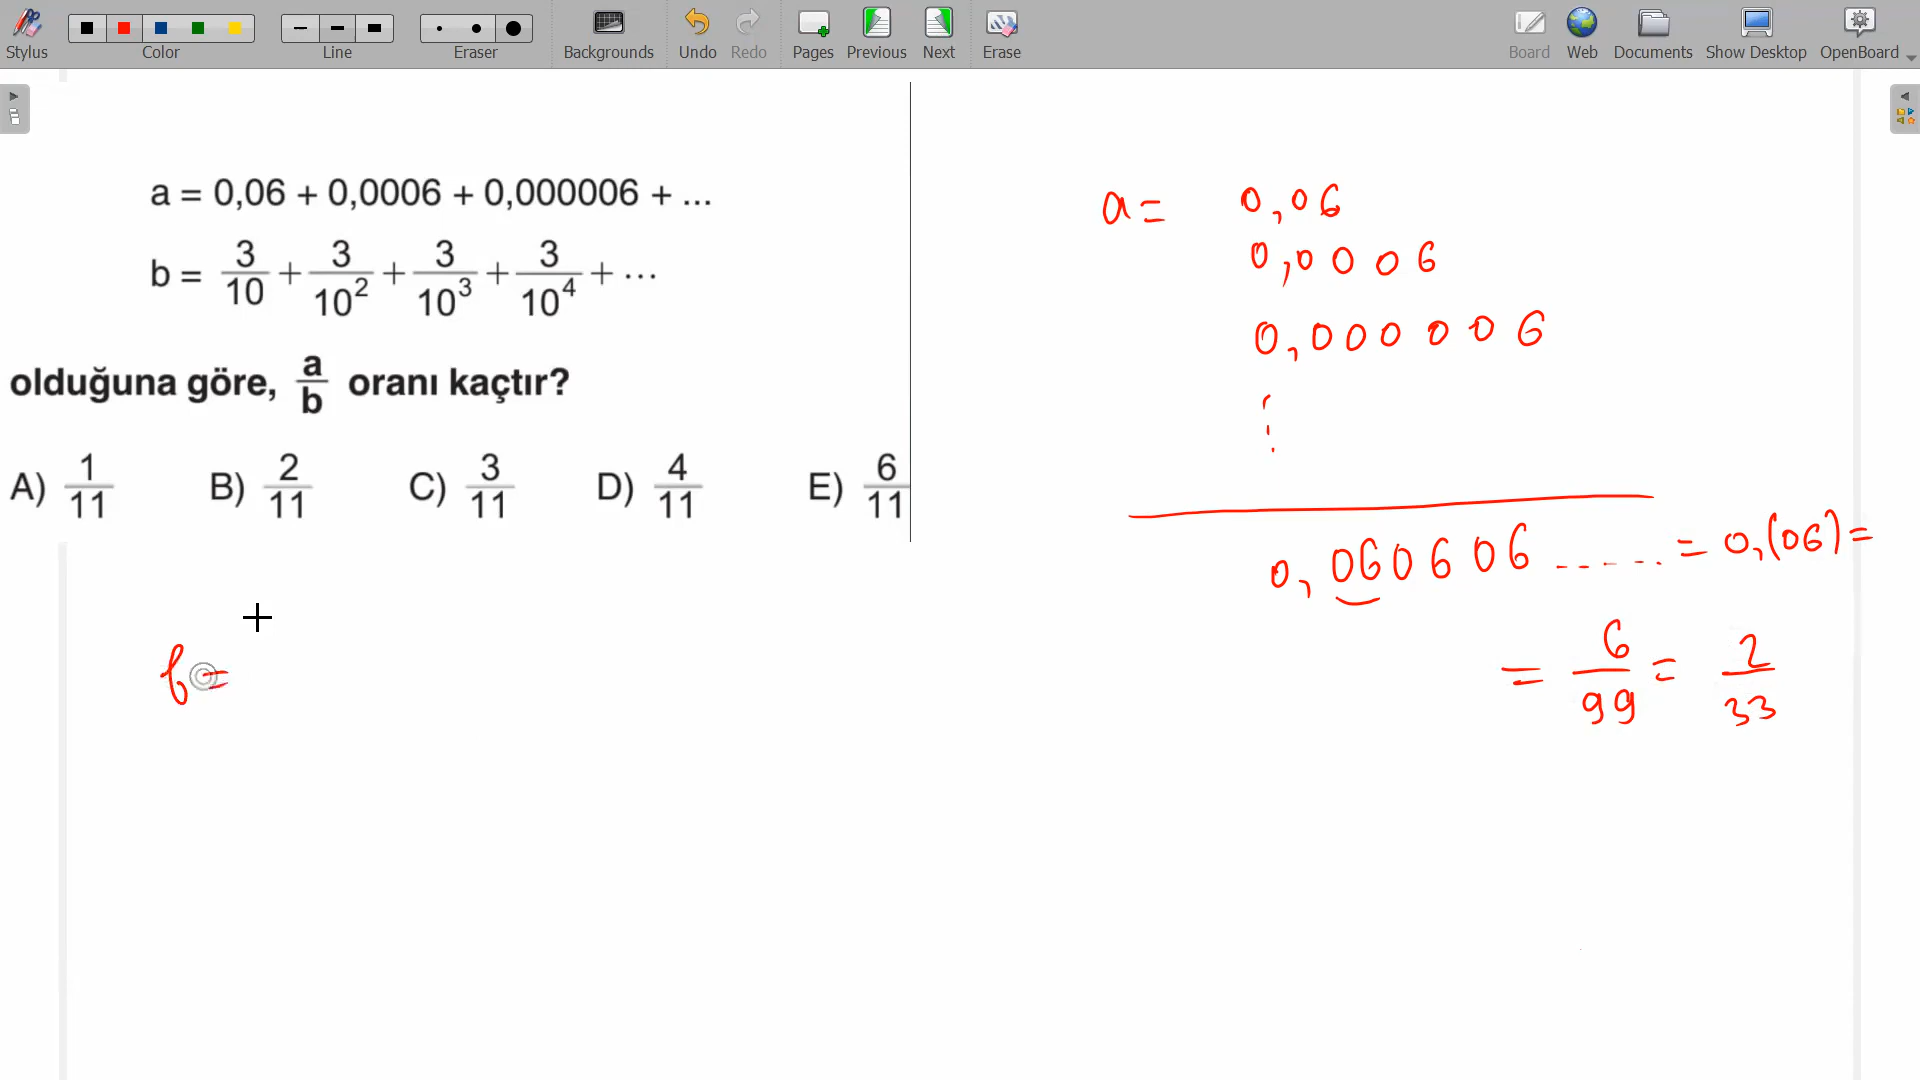 Stylus Color Line Eraser Backgrounds Undo Redo Pages Previous Next Erase Board Web Documents Show Desktop OpenBoard
a = 0,06 + 0,0006 + 0,000006 + ...
b = 3/10 + 3/10² + 3/10³ + 3/10⁴ + ...
olduğuna göre, a/b oranı kaçtır?
A) 1/11 B) 2/11 C) 3/11 D) 4/11 E) 6/11
a = 0,06
0,0006
0,000006
⋮
0,060606 ...... = 0,(06) =
= 6/99 = 2/33
b =